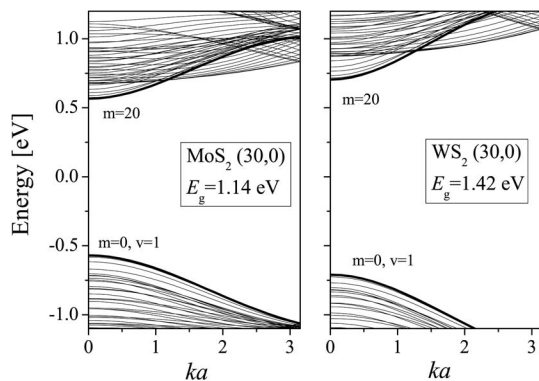 1.0
0.5
0.0
-0.5
-1.0
Energy [eV]
m=20
MoS₂ (30,0)
E_g=1.14 eV
m=0, v=1
0 1 2 3
ka
m=20
WS₂ (30,0)
E_g=1.42 eV
m=0, v=1
0 1 2 3
ka